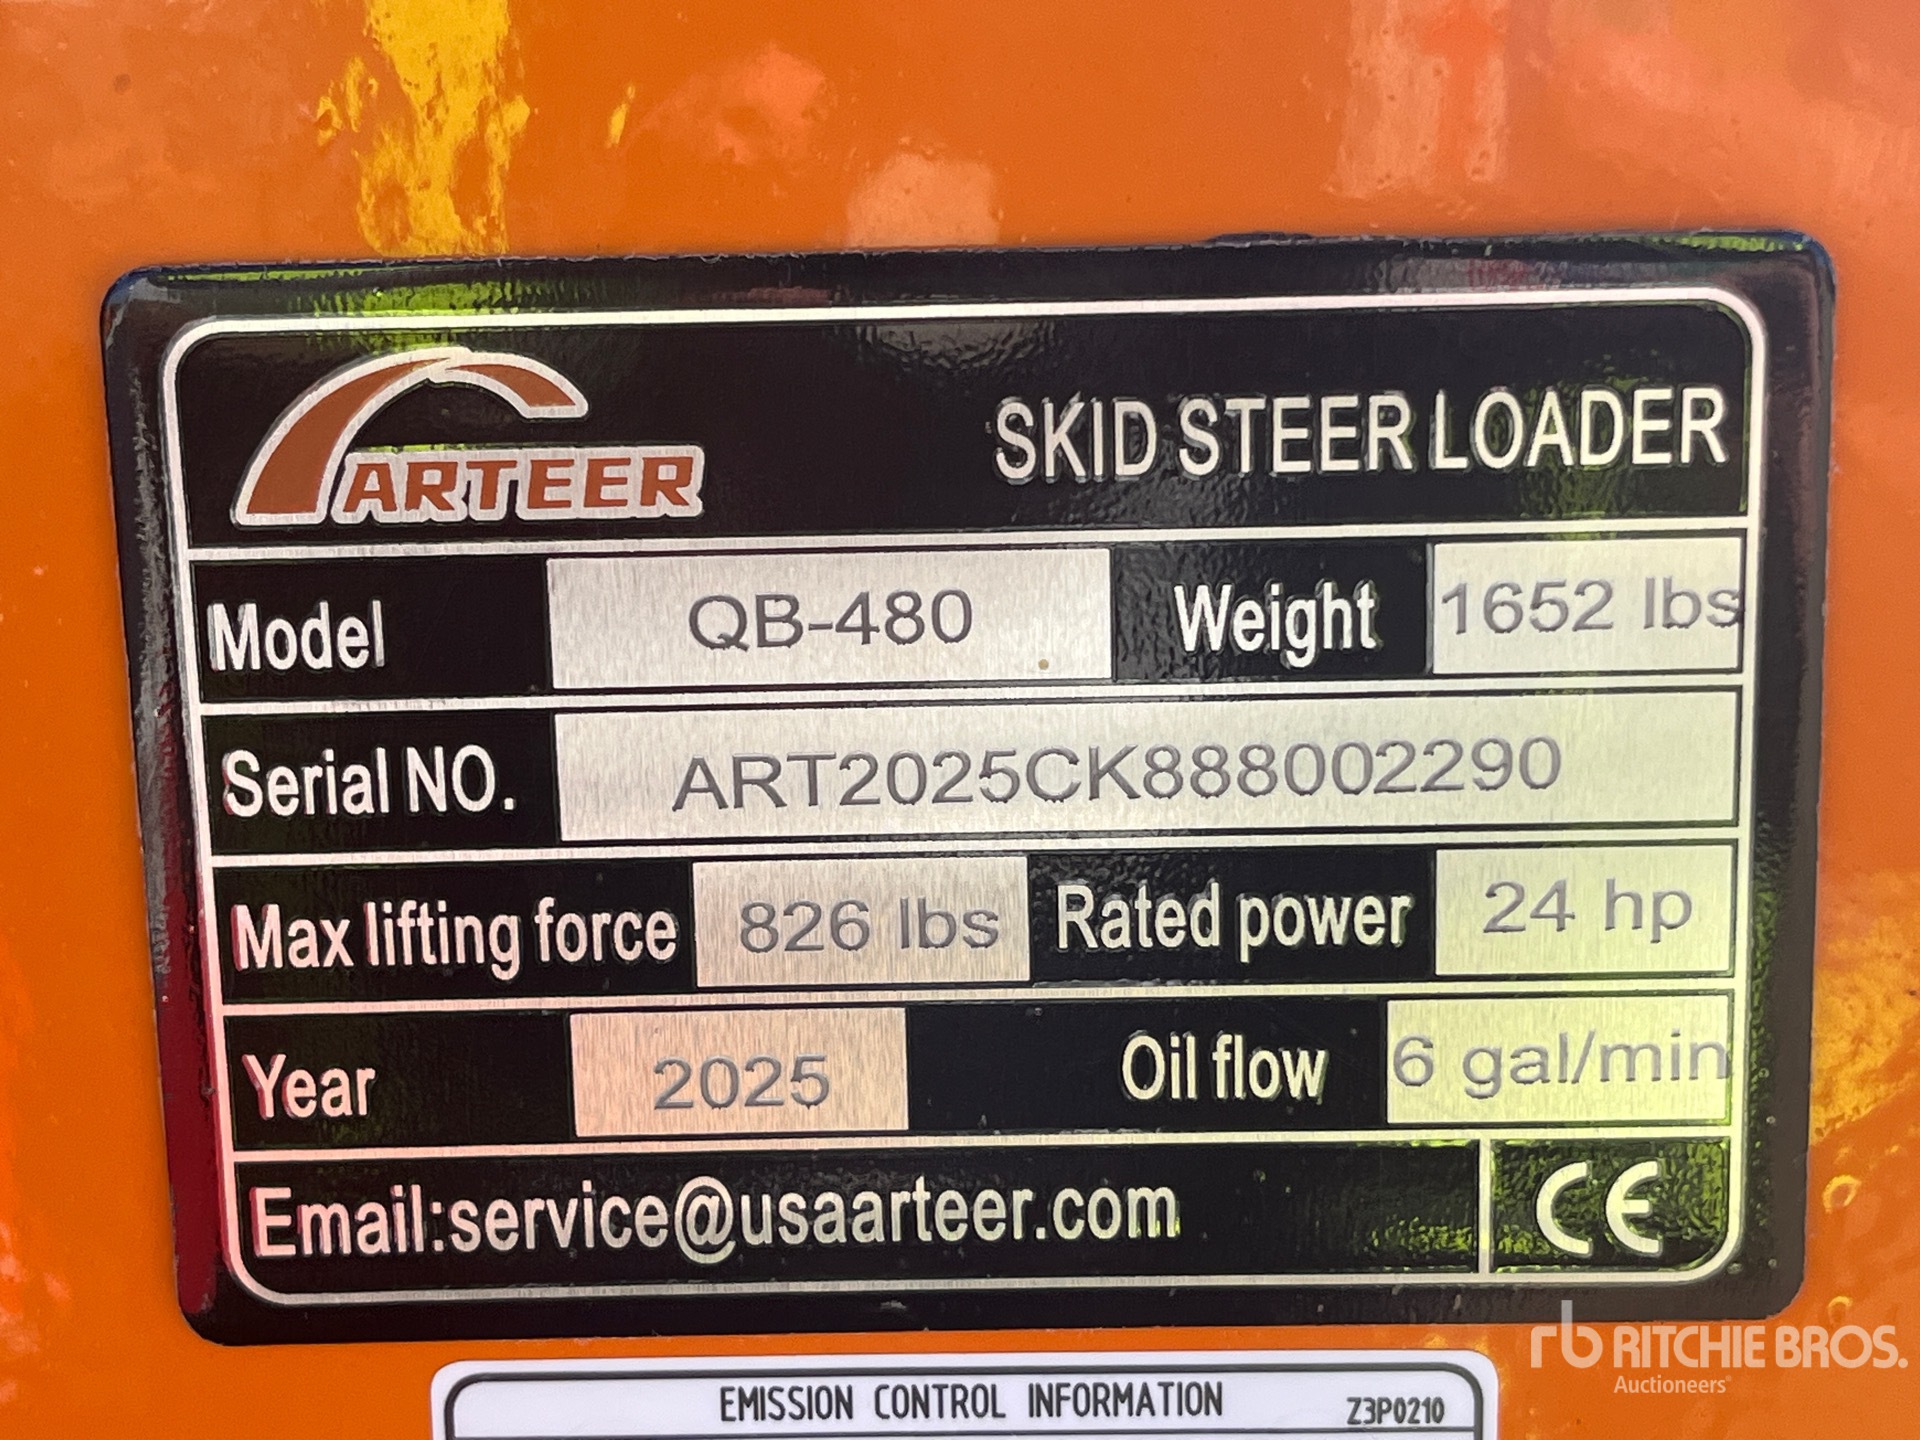 ARTEER
SKID STEER LOADER
Model QB-480 Weight 1652 lbs
Serial NO. ART2025CK888002290
Max lifting force 826 lbs Rated power 24 hp
Year 2025 Oil flow 6 gal/min
Email:service@usaarteer.com CE
rb RITCHIE BROS.
Auctioneers
EMISSION CONTROL INFORMATION Z3P0210